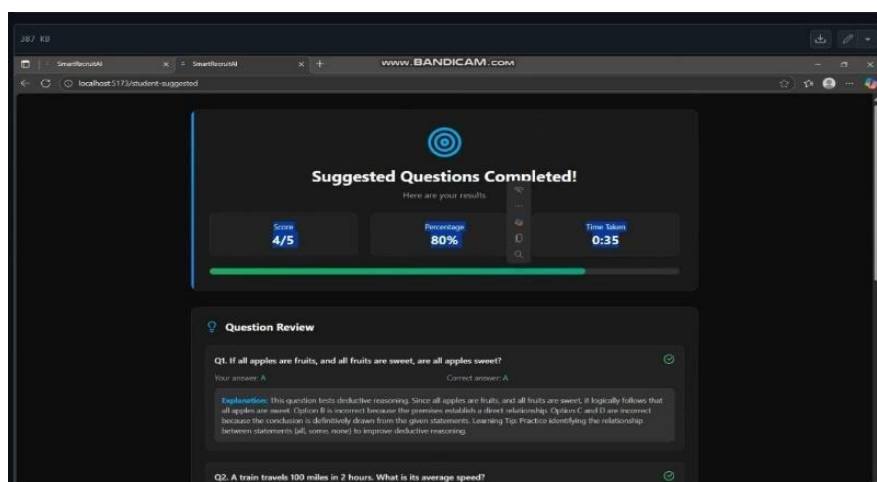 387 KB
SmartRecruitAI
SmartRecruitAI
www.BANDICAM.com
localhost:5173/student-suggested
Suggested Questions Completed!
Here are your results
Score
4/5
Percentage
80%
Time Taken
0:35
Question Review
Q1. If all apples are fruits, and all fruits are sweet, are all apples sweet?
Your answer: A
Correct answer: A
Explanation: This question tests deductive reasoning. Since all apples are fruits, and all fruits are sweet, it logically follows that
all apples are sweet. Option B is incorrect because the premises establish a direct relationship. Option C and D are incorrect
because the conclusion is definitively drawn from the given statements. Learning Tip: Practice identifying the relationship
between statements (all, some, none) to improve deductive reasoning.
Q2. A train travels 100 miles in 2 hours. What is its average speed?